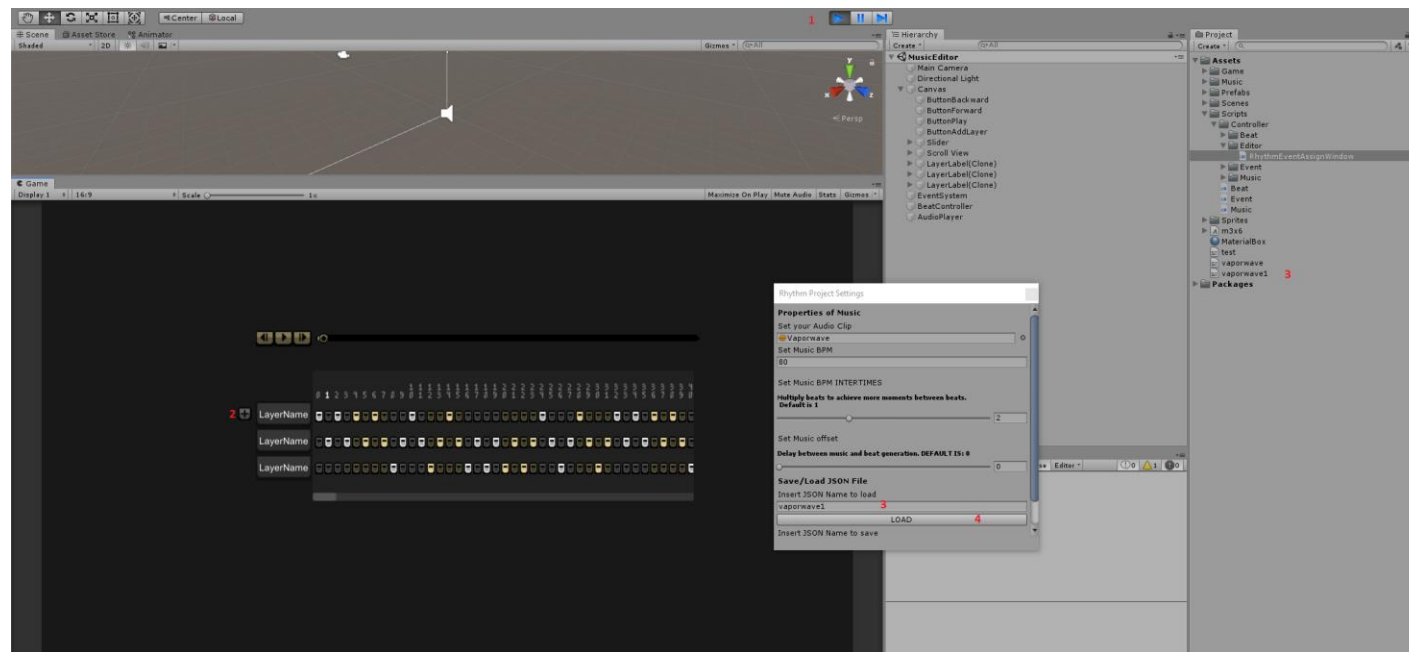 Center Local
1
Scene Asset Store Animator
Shaded 2D Gizmos All
Persp
Game
Display 1 16:9 Scale 1x Maximize On Play Mute Audio Stats Gizmos
2 LayerName
LayerName
LayerName
Hierarchy
Create All
MusicEditor
Main Camera
Directional Light
Canvas
ButtonBackward
ButtonForward
ButtonPlay
ButtonAddLayer
Slider
Scroll View
LayerLabel(Clone)
LayerLabel(Clone)
LayerLabel(Clone)
EventSystem
BeatController
AudioPlayer
Project
Create
Assets
Game
Music
Prefabs
Scenes
Scripts
Controller
Beat
Editor
RhythmEventAssignWindow
Event
Music
Beat
Event
Music
Sprites
m3x6
MaterialBox
test
vaporwave
vaporwave1 3
Packages
Rhythm Project Settings
Properties of Music
Set your Audio Clip
Vaporwave
Set Music BPM
80
Set Music BPM INTERTIMES
Multiply beats to achieve more moments between beats.
Default is 1
2
Set Music offset
Delay between music and beat generation. DEFAULT IS: 0
0
Save/Load JSON File
Insert JSON Name to load
vaporwave1 3
LOAD 4
Insert JSON Name to save
Editor 0 1 0